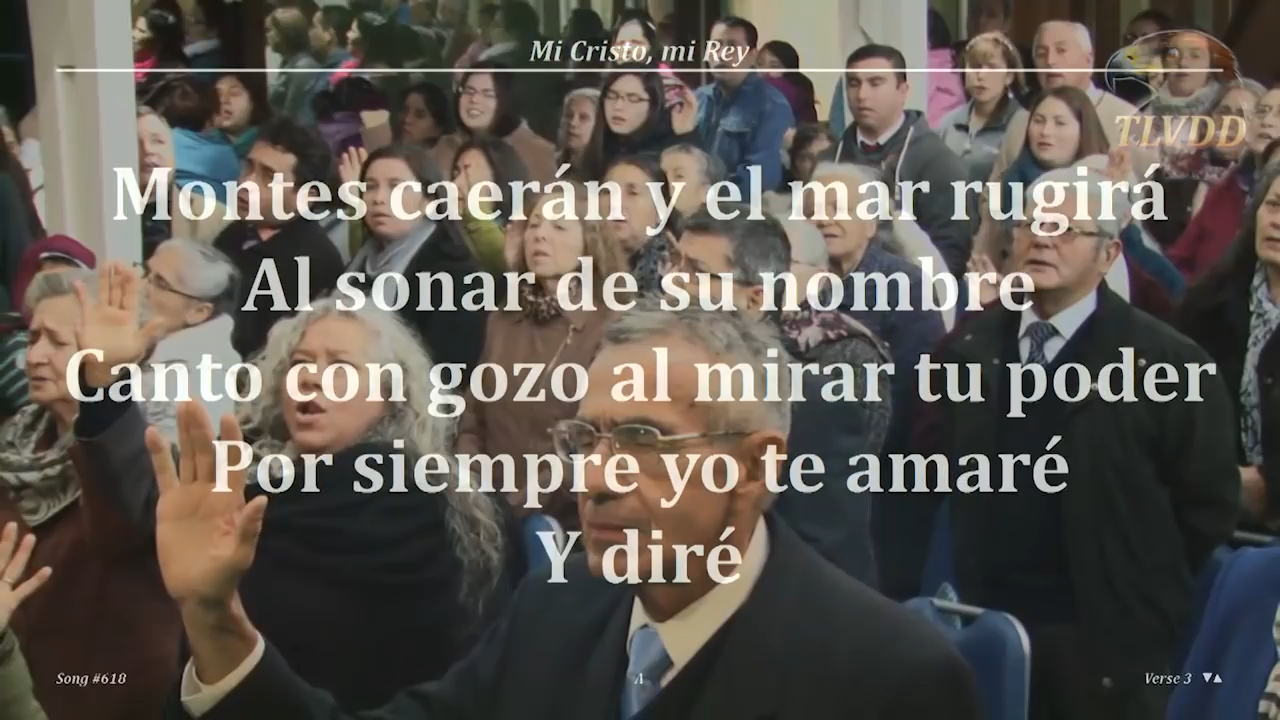 Mi Cristo, mi Rey
TLVDD
Montes caerán y el mar rugirá
Al sonar de su nombre
Canto con gozo al mirar tu poder
Por siempre yo te amaré
Y diré
Song #618
Verse 3 ▼▲